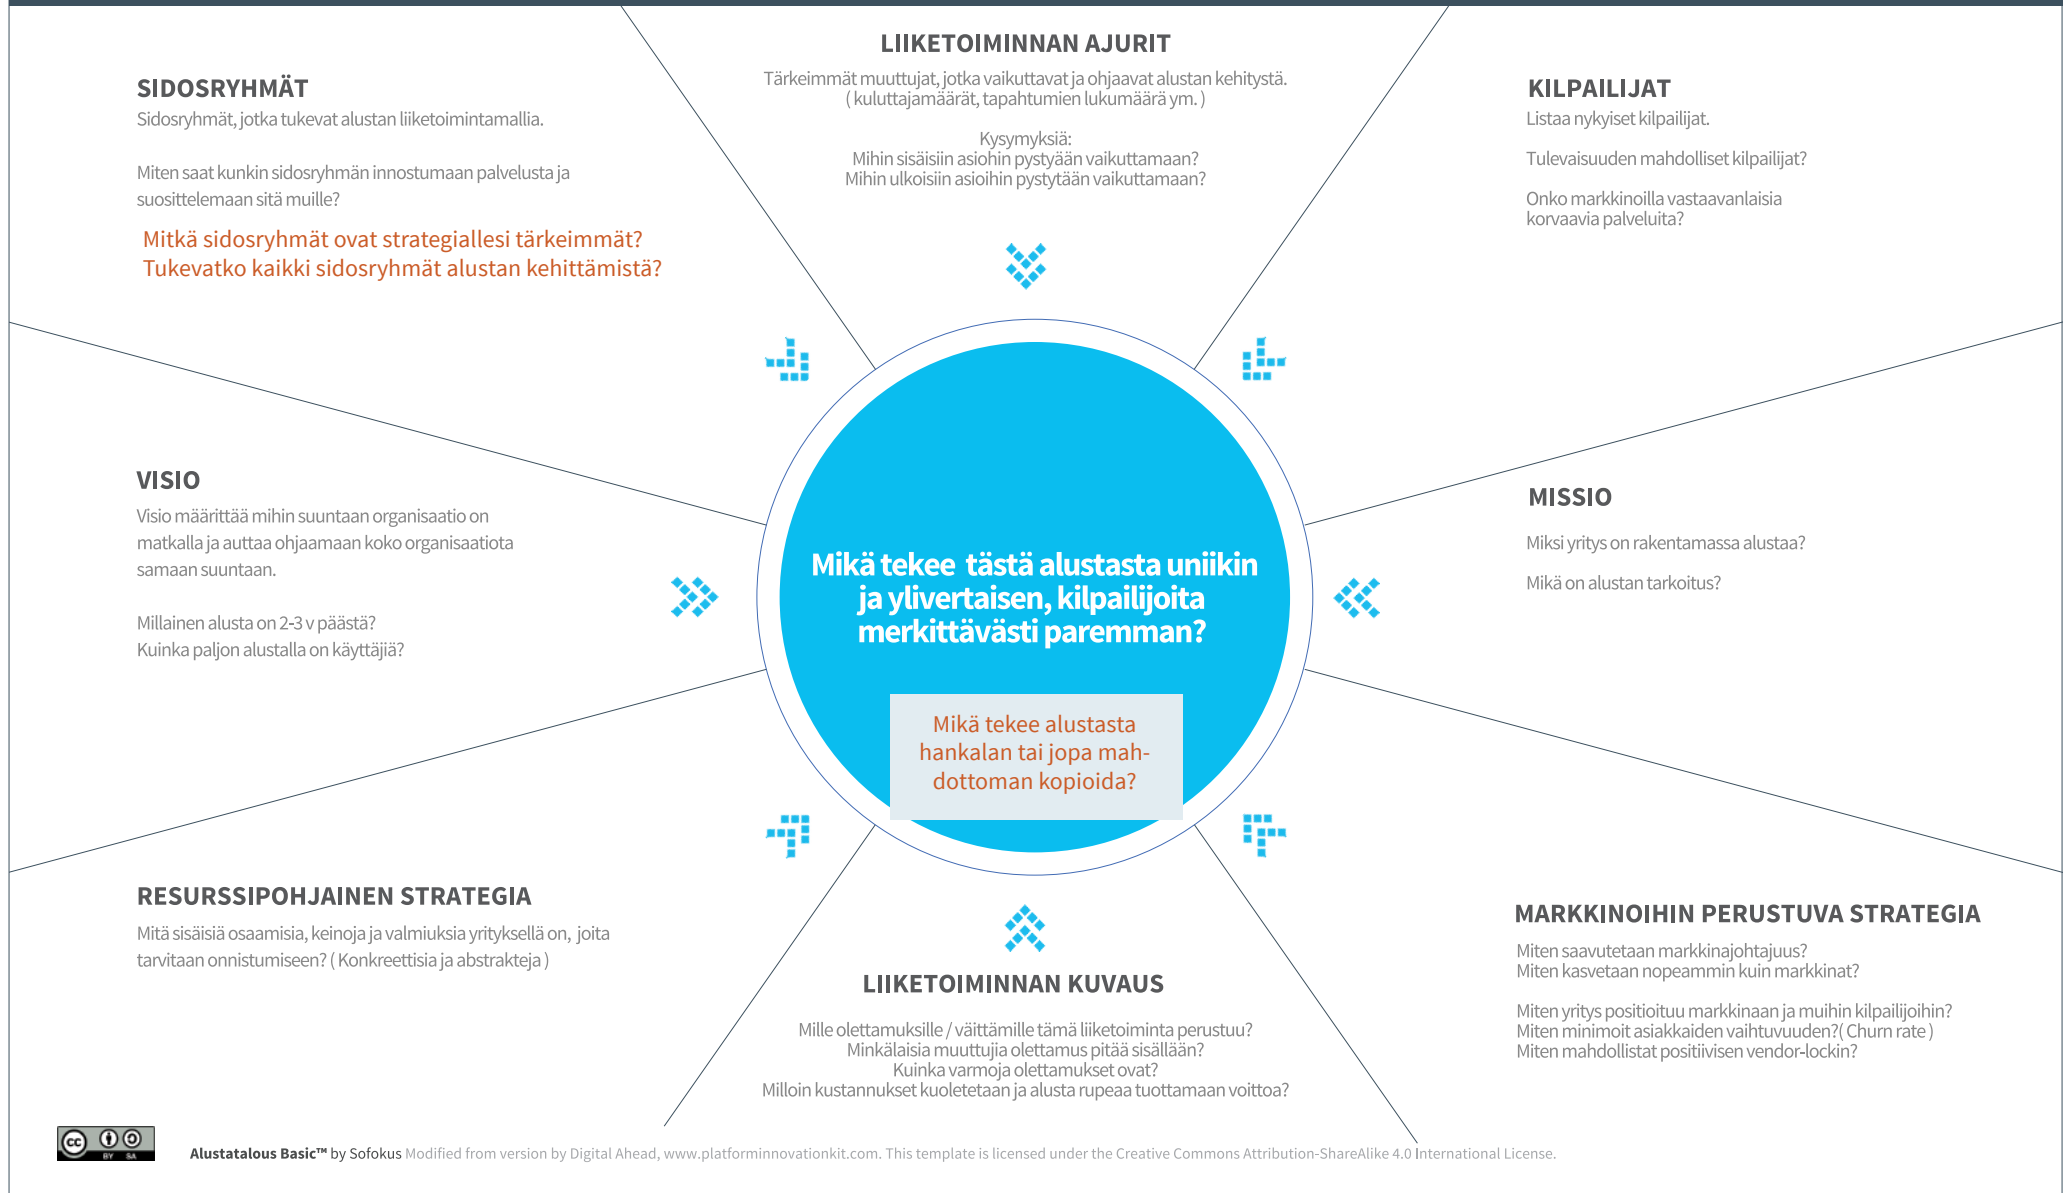 LIIKETOIMINNAN AJURIT
Tärkeimmät muuttujat, jotka vaikuttavat ja ohjaavat alustan kehitystä.
( kuluttajamäärät, tapahtumien lukumäärä ym. )
Kysymyksiä:
Mihin sisäisiin asiohin pystyään vaikuttamaan?
Mihin ulkoisiin asioihin pystytään vaikuttamaan?
SIDOSRYHMÄT
Sidosryhmät, jotka tukevat alustan liiketoimintamallia.
Miten saat kunkin sidosryhmän innostumaan palvelusta ja
suosittelemaan sitä muille?
Mitkä sidosryhmät ovat strategiallesi tärkeimmät?
Tukevatko kaikki sidosryhmät alustan kehittämistä?
KILPAILIJAT
Listaa nykyiset kilpailijat.
Tulevaisuuden mahdolliset kilpailijat?
Onko markkinoilla vastaavanlaisia
korvaavia palveluita?
VISIO
Visio määrittää mihin suuntaan organisaatio on
matkalla ja auttaa ohjaamaan koko organisaatiota
samaan suuntaan.
Millainen alusta on 2-3 v päästä?
Kuinka paljon alustalla on käyttäjiä?
Mikä tekee tästä alustasta uniikin
ja ylivertaisen, kilpailijoita
merkittävästi paremman?
Mikä tekee alustasta
hankalan tai jopa mah-
dottoman kopioida?
MISSIO
Miksi yritys on rakentamassa alustaa?
Mikä on alustan tarkoitus?
RESURSSIPOHJAINEN STRATEGIA
Mitä sisäisiä osaamisia, keinoja ja valmiuksia yrityksellä on, joita
tarvitaan onnistumiseen? ( Konkreettisia ja abstrakteja )
LIIKETOIMINNAN KUVAUS
Mille olettamuksille / väittämille tämä liiketoiminta perustuu?
Minkälaisia muuttujia olettamus pitää sisällään?
Kuinka varmoja olettamukset ovat?
Milloin kustannukset kuoletetaan ja alusta rupeaa tuottamaan voittoa?
MARKKINOIHIN PERUSTUVA STRATEGIA
Miten saavutetaan markkinajohtajuus?
Miten kasvetaan nopeammin kuin markkinat?
Miten yritys positioituu markkinaan ja muihin kilpailijoihin?
Miten minimoit asiakkaiden vaihtuvuuden?( Churn rate )
Miten mahdollistat positiivisen vendor-lockin?
cc BY SA
Alustatalous Basic™ by Sofokus Modified from version by Digital Ahead, www.platforminnovationkit.com. This template is licensed under the Creative Commons Attribution-ShareAlike 4.0 International License.